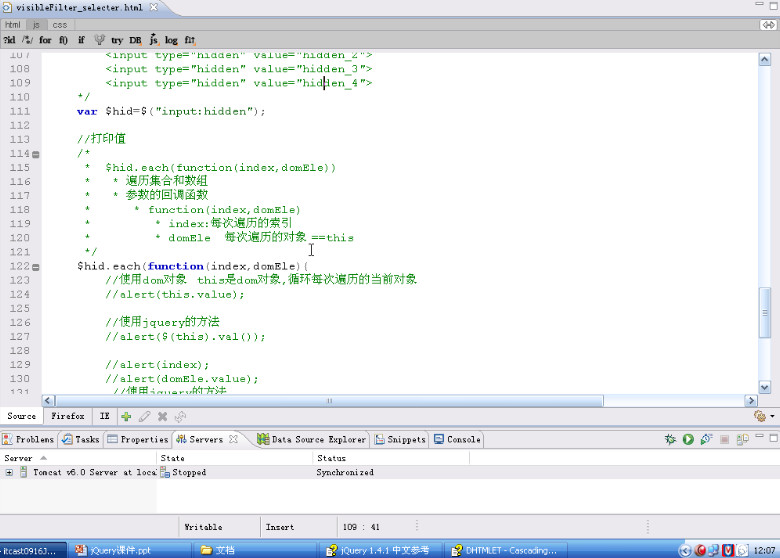 visibleFilter_selecter.html
html js css
?id /*/ for f() if try DB js log
107 <input type="hidden" value="hidden_2">
108 <input type="hidden" value="hidden_3">
109 <input type="hidden" value="hidden_4">
110 */
111 var $hid=$("input:hidden");
112
113 //打印值
114 /*
115 * $hid.each(function(index,domEle))
116 * * 遍历集合和数组
117 * * 参数的回调函数
118 * * function(index,domEle)
119 * * index:每次遍历的索引
120 * * domEle 每次遍历的对象 ==this
121 */
122 $hid.each(function(index,domEle){
123 //使用dom对象 this是dom对象,循环每次遍历的当前对象
124 //alert(this.value);
125
126 //使用jquery的方法
127 //alert($(this).val());
128
129 //alert(index);
130 //alert(domEle.value);
131 //使用jquery的方法
Source Firefox IE
Problems Tasks Properties Servers Data Source Explorer Snippets Console
Server State Status
Tomcat v6.0 Server at loca Stopped Synchronized
Writable Insert 109 : 41
itcast09163... jQuery课件.ppt 文档 jQuery 1.4.1 中文参考 DHTMLET - Cascading... 12:07